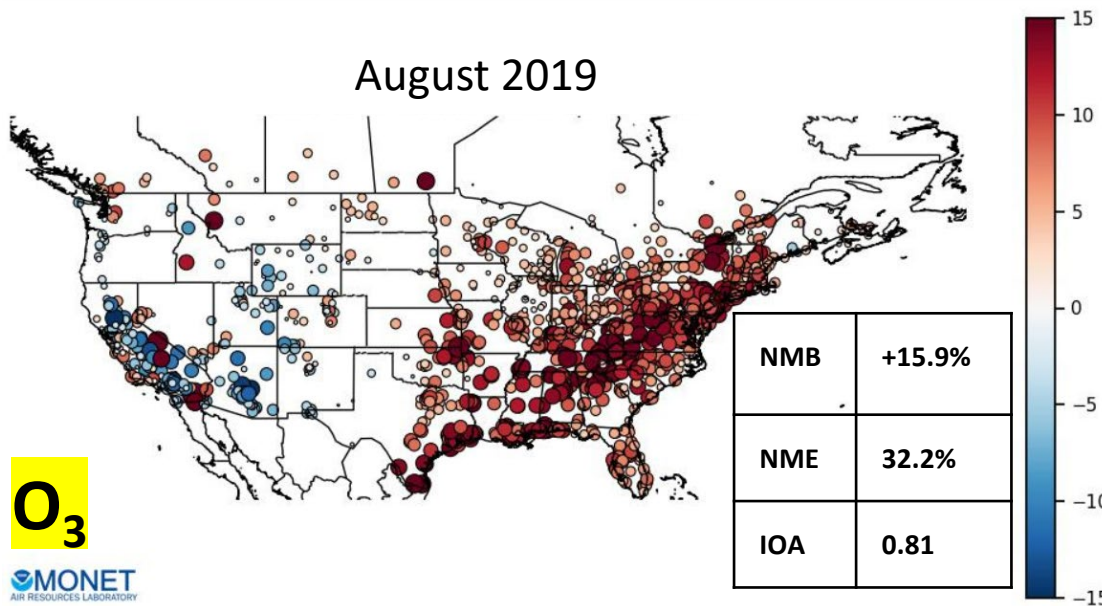 August 2019
15
10
5
0
−5
−10
−15
NMB +15.9%
NME 32.2%
IOA 0.81
O₃
MONET
AIR RESOURCES LABORATORY